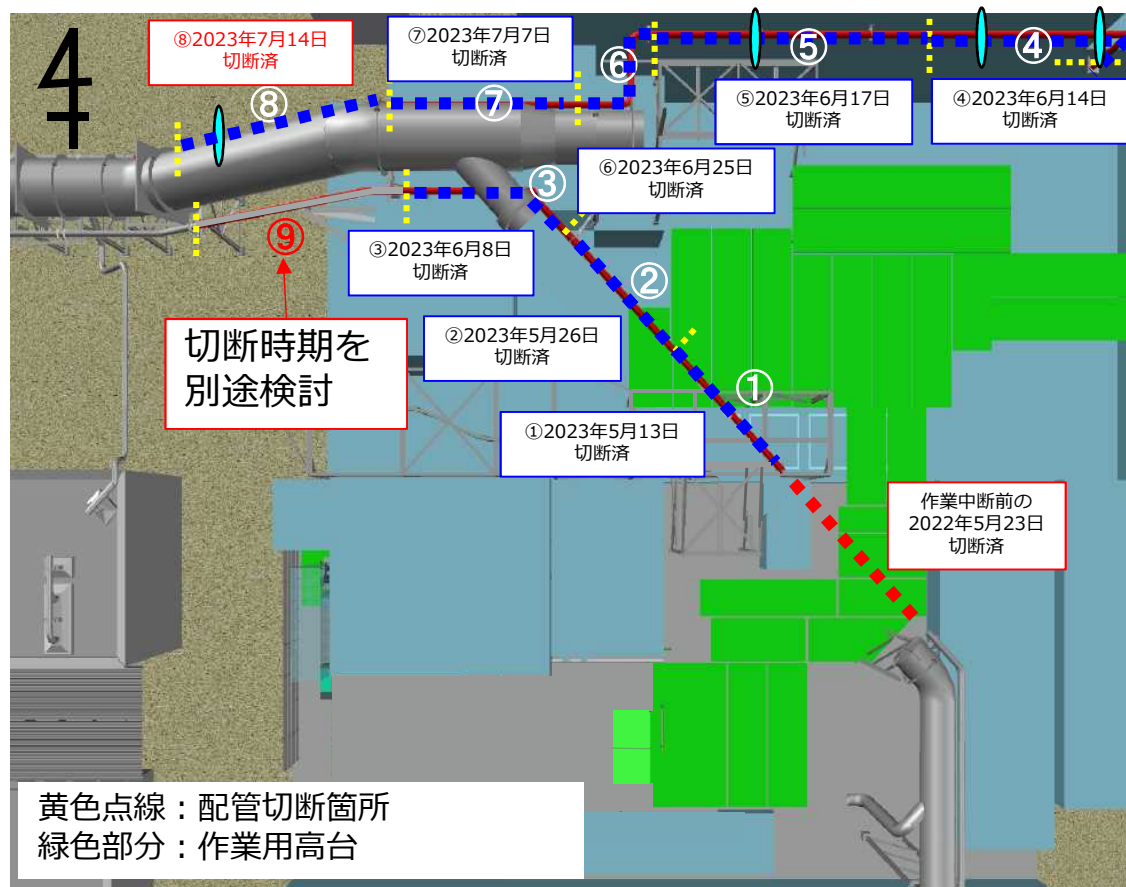 ⑧2023年7月14日
切断済
⑦2023年7月7日
切断済
⑥
⑤
④
⑧
⑦
⑤2023年6月17日
切断済
④2023年6月14日
切断済
⑥2023年6月25日
切断済
③
③2023年6月8日
切断済
⑨
②
切断時期を
別途検討
②2023年5月26日
切断済
①
①2023年5月13日
切断済
作業中断前の
2022年5月23日
切断済
黄色点線：配管切断箇所
緑色部分：作業用高台